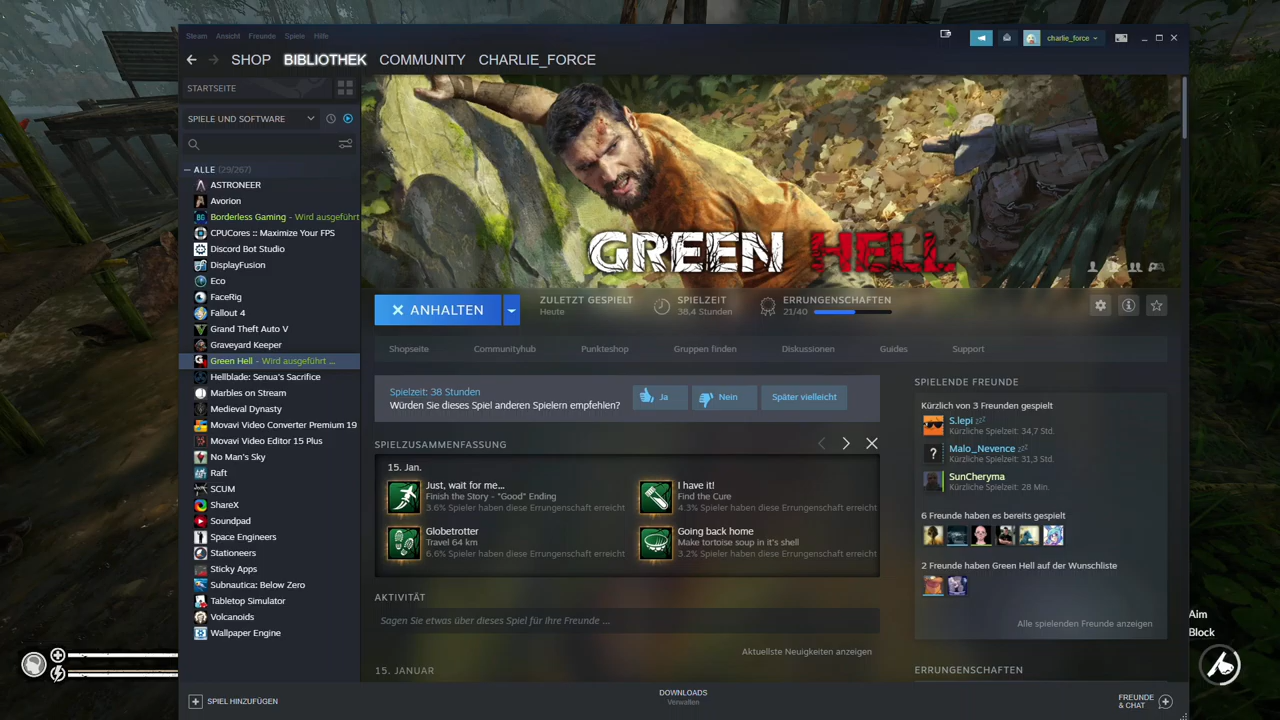 Steam Ansicht Freunde Spiele Hilfe
charlie_force
SHOP BIBLIOTHEK COMMUNITY CHARLIE_FORCE
STARTSEITE
SPIELE UND SOFTWARE
ALLE (29/267)
ASTRONEER
Avorion
Borderless Gaming - Wird ausgeführt
CPUCores :: Maximize Your FPS
Discord Bot Studio
DisplayFusion
Eco
FaceRig
Fallout 4
Grand Theft Auto V
Graveyard Keeper
Green Hell - Wird ausgeführt ...
Hellblade: Senua's Sacrifice
Marbles on Stream
Medieval Dynasty
Movavi Video Converter Premium 19
Movavi Video Editor 15 Plus
No Man's Sky
Raft
SCUM
ShareX
Soundpad
Space Engineers
Stationeers
Sticky Apps
Subnautica: Below Zero
Tabletop Simulator
Volcanoids
Wallpaper Engine
SPIEL HINZUFÜGEN
GREEN HELL
ANHALTEN
ZULETZT GESPIELT
Heute
SPIELZEIT
38,4 Stunden
ERRUNGENSCHAFTEN
21/40
Shopseite Communityhub Punkteshop Gruppen finden Diskussionen Guides Support
Spielzeit: 38 Stunden
Würden Sie dieses Spiel anderen Spielern empfehlen?
Ja
Nein
Später vielleicht
SPIELZUSAMMENFASSUNG
15. Jan.
Just, wait for me...
Finish the Story - "Good" Ending
3.6% Spieler haben diese Errungenschaft erreicht
I have it!
Find the Cure
4.3% Spieler haben diese Errungenschaft erreicht
Globetrotter
Travel 64 km
6.6% Spieler haben diese Errungenschaft erreicht
Going back home
Make tortoise soup in it's shell
3.2% Spieler haben diese Errungenschaft erreicht
AKTIVITÄT
Sagen Sie etwas über dieses Spiel für Ihre Freunde ...
Aktuellste Neuigkeiten anzeigen
15. JANUAR
SPIELENDE FREUNDE
Kürzlich von 3 Freunden gespielt
S.lepi zzz
Kürzliche Spielzeit: 34,7 Std.
?
Malo_Nevence zzz
Kürzliche Spielzeit: 31,3 Std.
SunCheryma
Kürzliche Spielzeit: 28 Min.
6 Freunde haben es bereits gespielt
2 Freunde haben Green Hell auf der Wunschliste
Alle spielenden Freunde anzeigen
ERRUNGENSCHAFTEN
DOWNLOADS
Verwalten
FREUNDE
& CHAT
Aim
Block